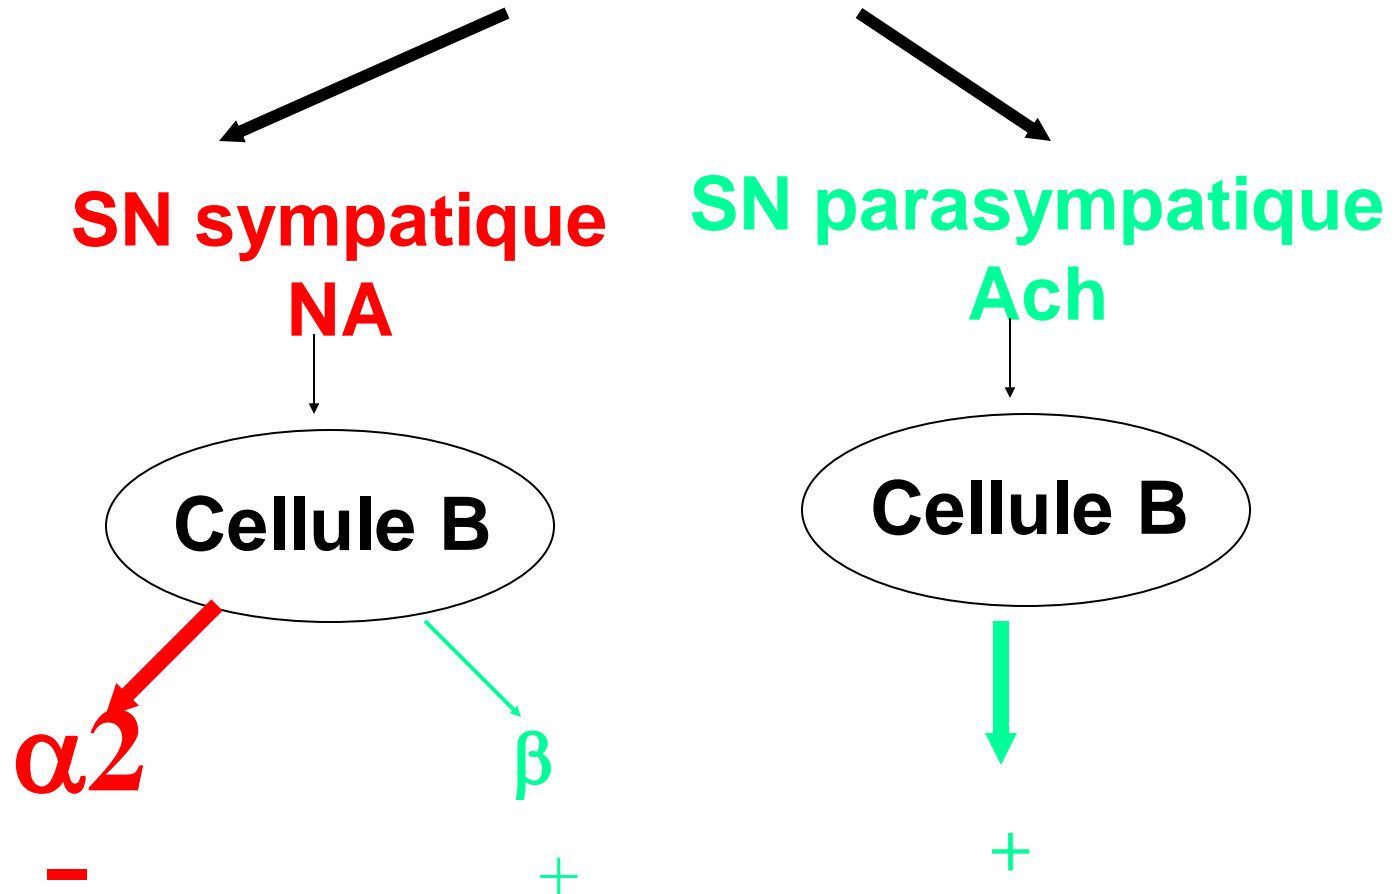 SN sympatique
NA
SN parasympatique
Ach
Cellule B
Cellule B
α2
β
-
+
+